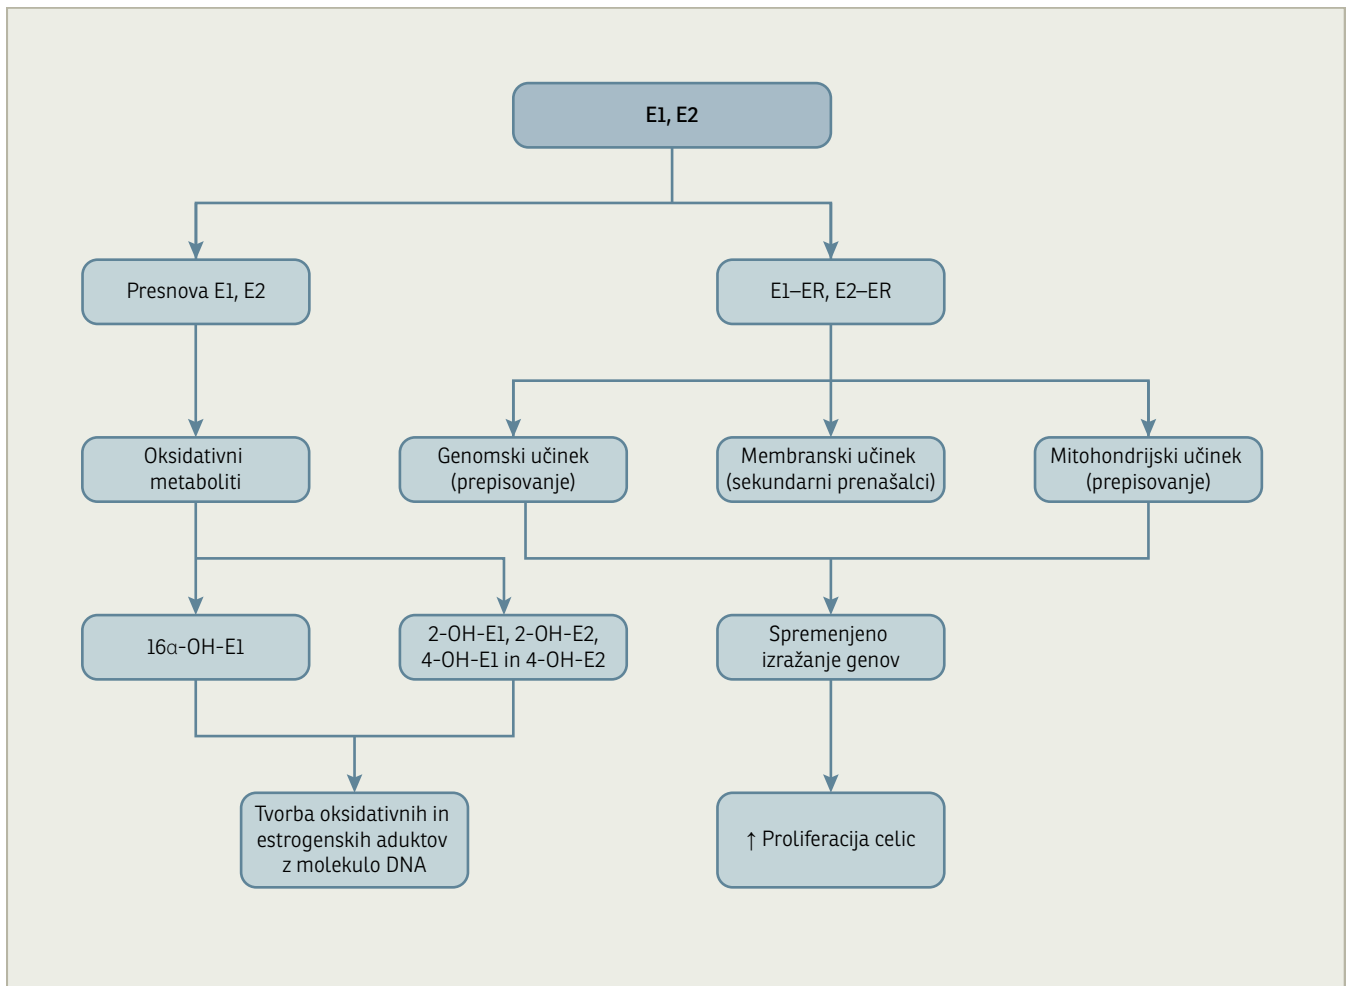 E1, E2
Presnova E1, E2
E1–ER, E2–ER
Oksidativni
metaboliti
Genomski učinek
(prepisovanje)
Membranski učinek
(sekundarni prenašalci)
Mitohondrijski učinek
(prepisovanje)
16α-OH-E1
2-OH-E1, 2-OH-E2,
4-OH-E1 in 4-OH-E2
Spremenjeno
izražanje genov
Tvorba oksidativnih in
estrogenskih aduktov
z molekulo DNA
↑ Proliferacija celic